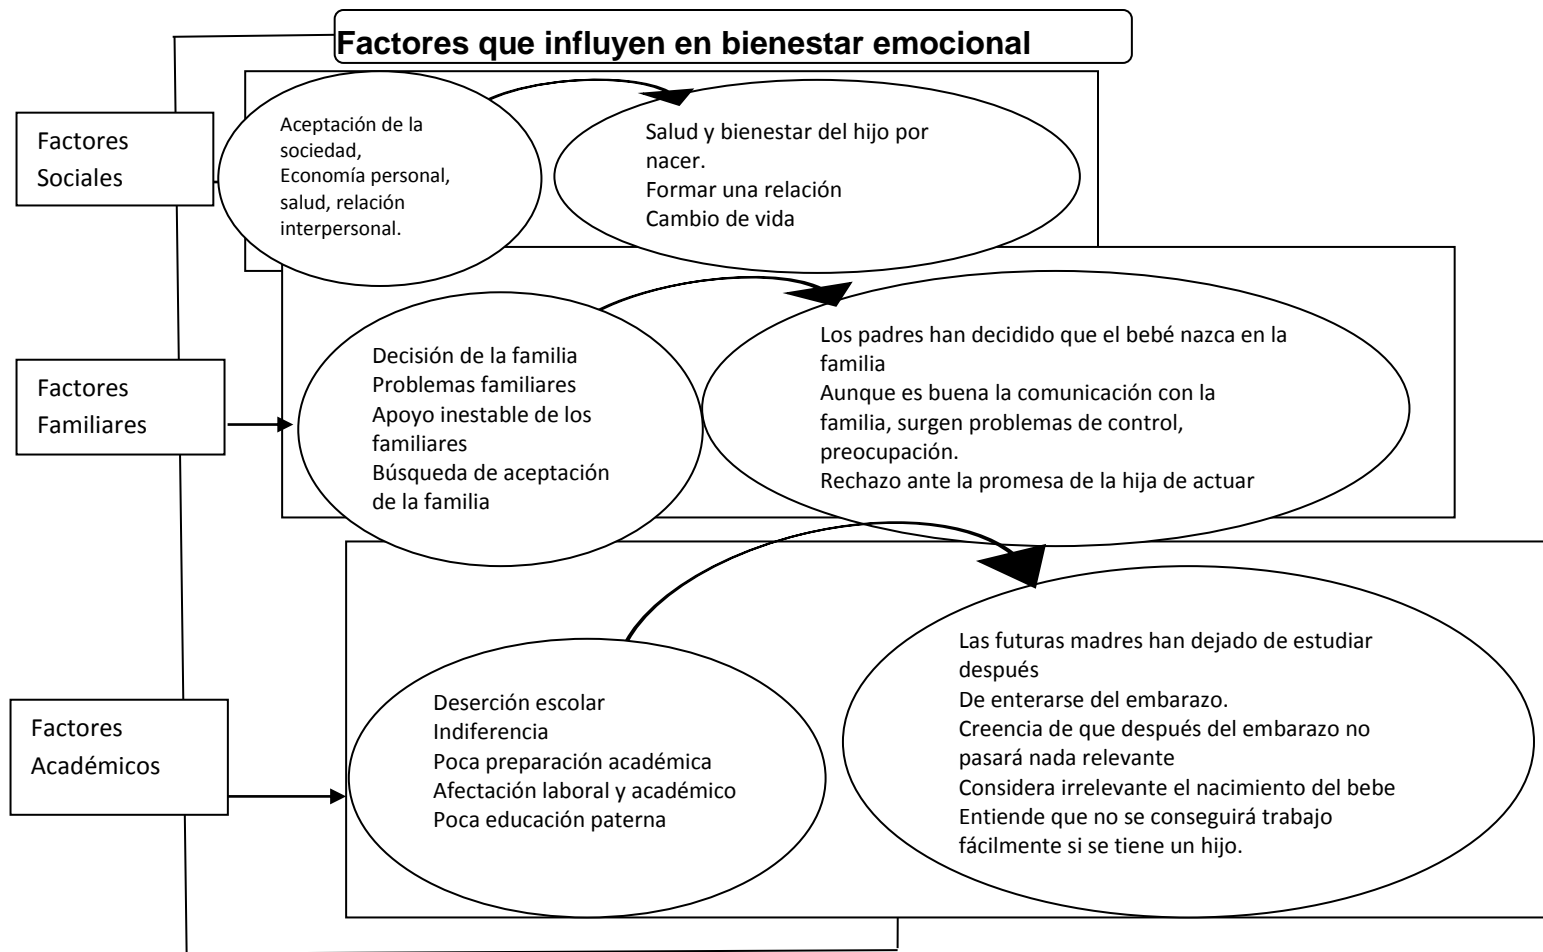 Factores que influyen en bienestar emocional
Factores
Sociales
Aceptación de la
sociedad,
Economía personal,
salud, relación
interpersonal.
Salud y bienestar del hijo por
nacer.
Formar una relación
Cambio de vida
Factores
Familiares
Decisión de la familia
Problemas familiares
Apoyo inestable de los
familiares
Búsqueda de aceptación
de la familia
Los padres han decidido que el bebé nazca en la
familia
Aunque es buena la comunicación con la
familia, surgen problemas de control,
preocupación.
Rechazo ante la promesa de la hija de actuar
Factores
Académicos
Deserción escolar
Indiferencia
Poca preparación académica
Afectación laboral y académico
Poca educación paterna
Las futuras madres han dejado de estudiar
después
De enterarse del embarazo.
Creencia de que después del embarazo no
pasará nada relevante
Considera irrelevante el nacimiento del bebe
Entiende que no se conseguirá trabajo
fácilmente si se tiene un hijo.